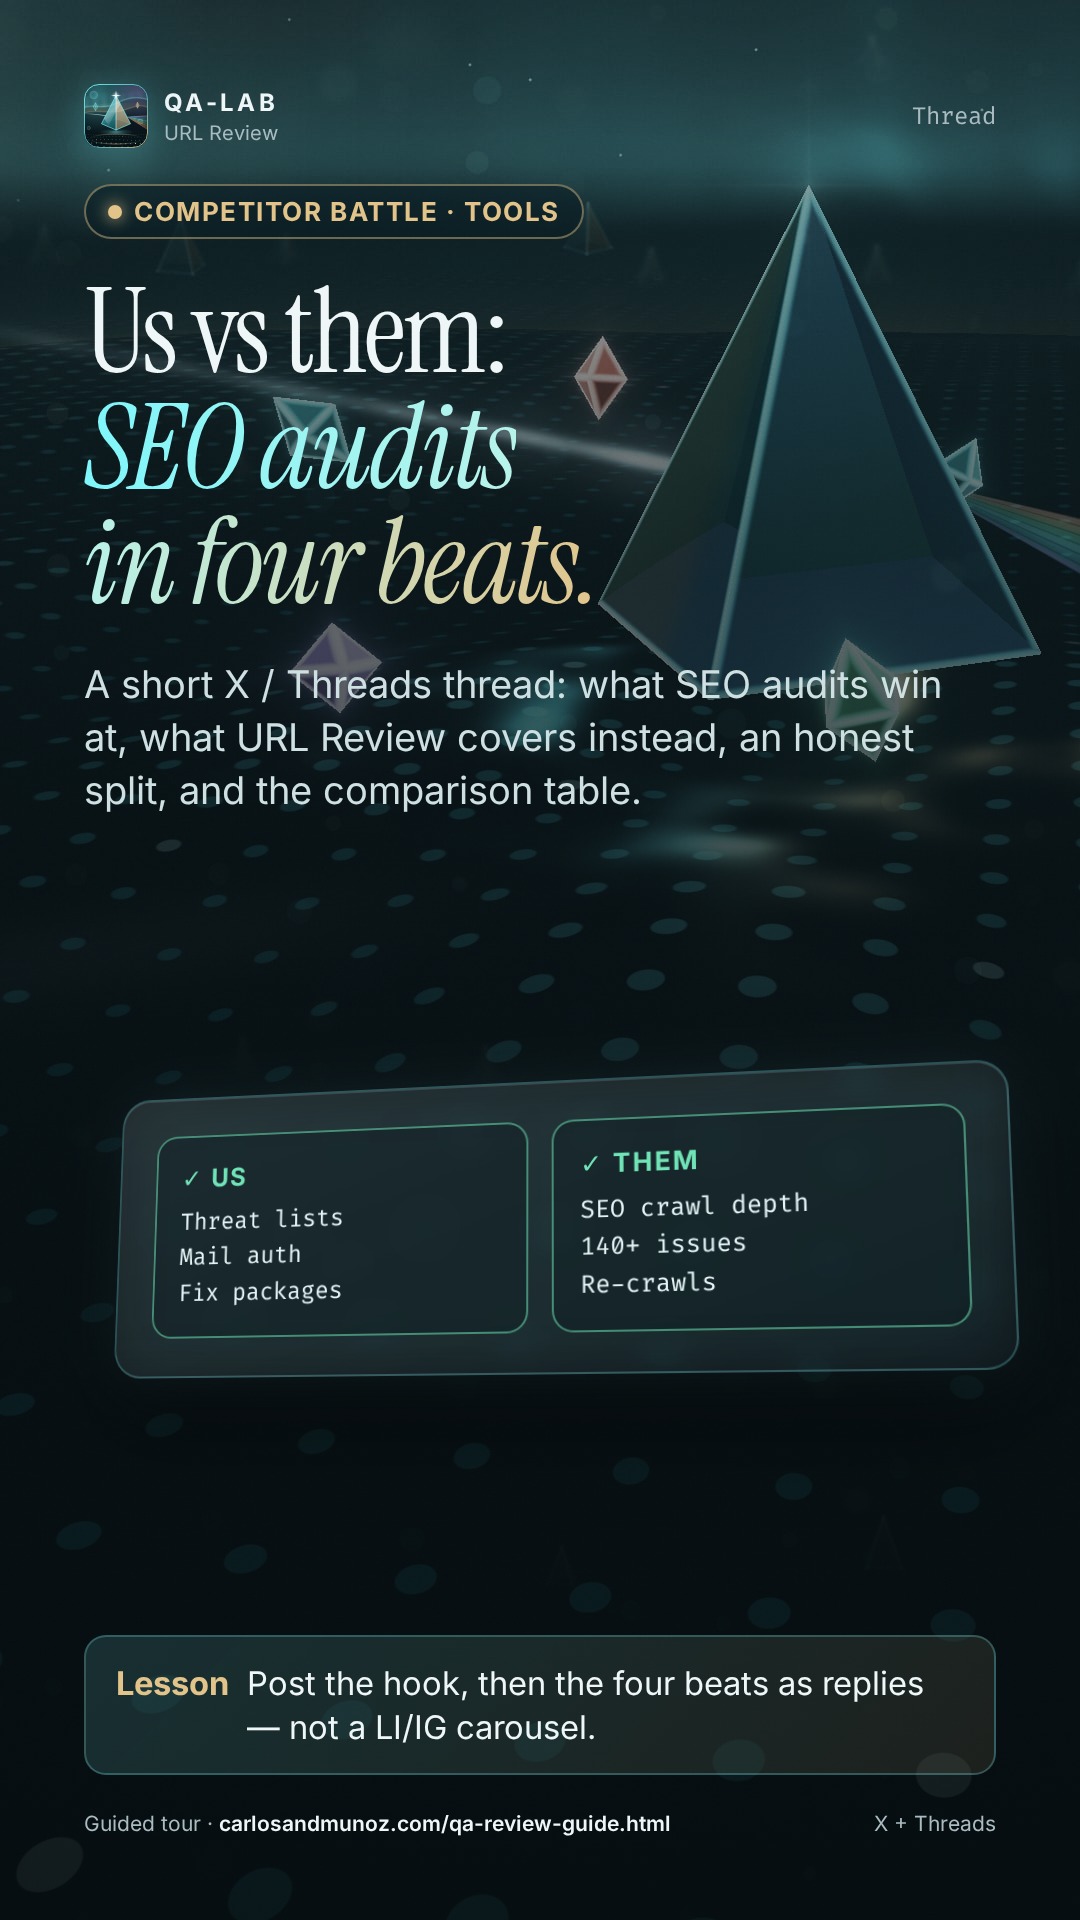 QA-LAB
URL Review
Thread
COMPETITOR BATTLE · TOOLS
Us vs them:
SEO audits
in four beats.
A short X / Threads thread: what SEO audits win
at, what URL Review covers instead, an honest
split, and the comparison table.
✓ US
Threat lists
Mail auth
Fix packages
✓ THEM
SEO crawl depth
140+ issues
Re-crawls
Lesson Post the hook, then the four beats as replies
— not a LI/IG carousel.
Guided tour · carlosandmunoz.com/qa-review-guide.html
X + Threads